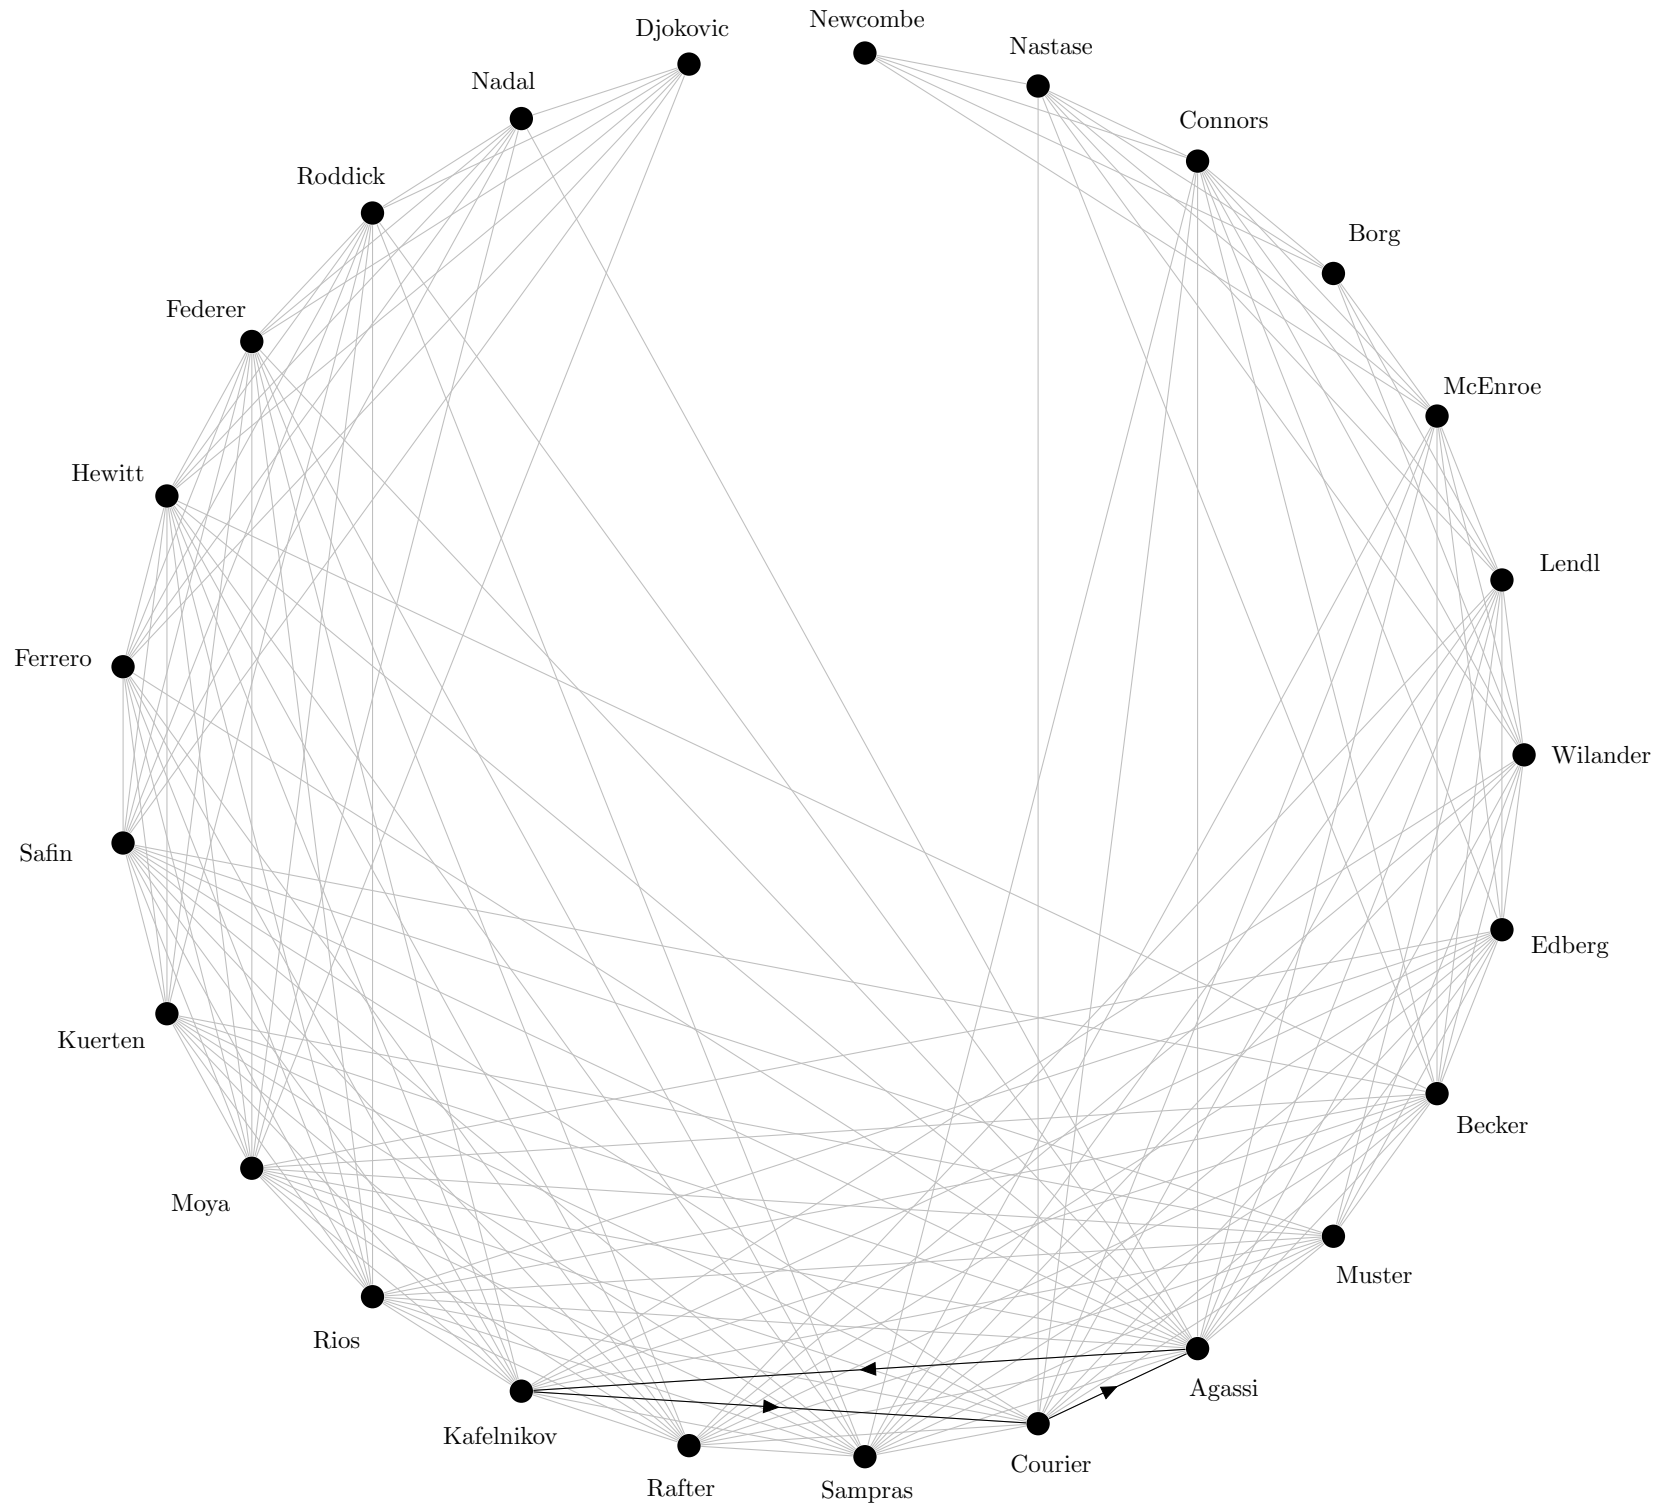 Newcombe
Djokovic
Nastase
Nadal
Connors
Roddick
Borg
Federer
McEnroe
Hewitt
Lendl
Ferrero
Wilander
Safin
Edberg
Kuerten
Becker
Moya
Muster
Rios
Agassi
Kafelnikov
Courier
Rafter
Sampras